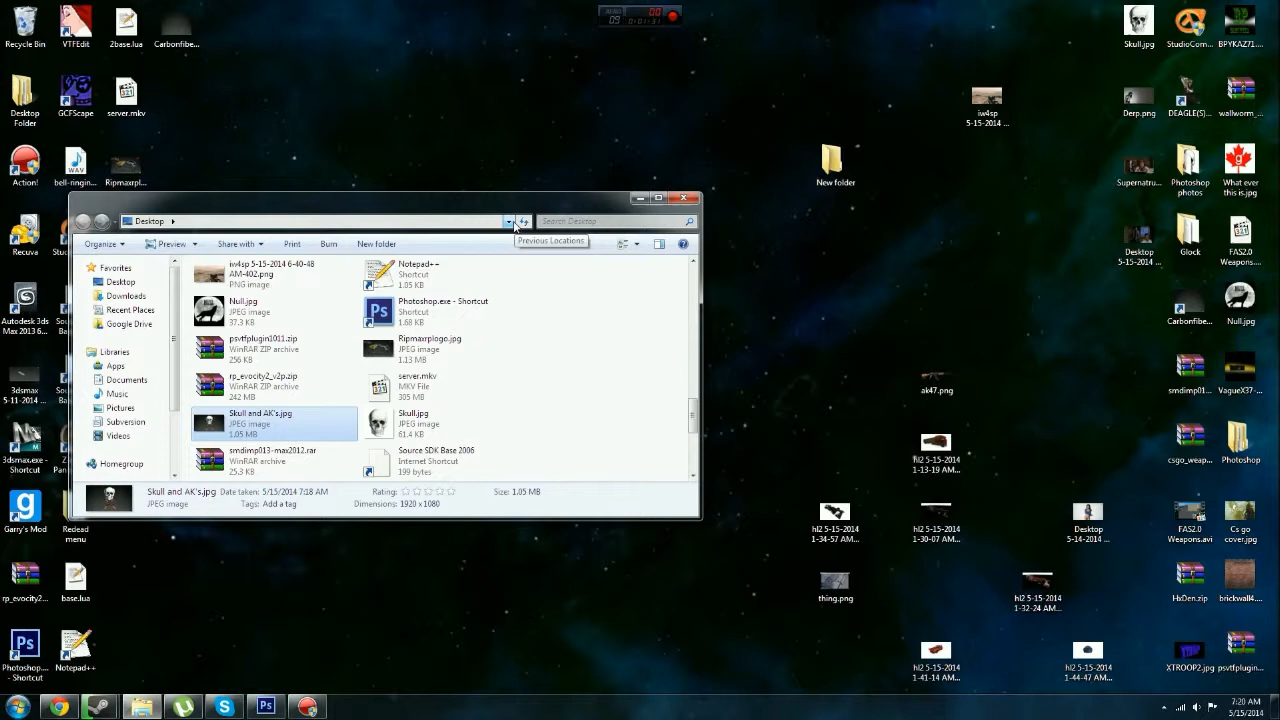 ZERO
09
0.0
0:01:31
Recycle Bin
VTFEdit
2base.lua
Carbonfibe...
Skull.jpg
StudioCom...
BPYKAZ71....
Desktop
Folder
GCFScape
server.mkv
iw4sp
5-15-2014 ...
Derp.png
DEAGLE(S)...
wallworm_...
Action!
bell-ringin...
Ripmaxrpl...
New folder
Supernatru...
Photoshop
photos
What ever
this is.jpg
Desktop
Search Desktop
Previous Locations
Organize
Preview
Share with
Print
Burn
New folder
Recuva
Autodesk 3ds
Max 2013 6...
3dsmax
5-11-2014 ...
3dsmax.exe -
Shortcut
Garry's Mod
Redead
menu
rp_evocity2...
base.lua
Photoshop....
- Shortcut
Notepad++
Favorites
Desktop
Downloads
Recent Places
Google Drive
Libraries
Apps
Documents
Music
Pictures
Subversion
Videos
Homegroup
iw4sp 5-15-2014 6-40-48
AM-402.png
PNG image
Null.jpg
JPEG image
37.3 KB
psvtfplugin1011.zip
WinRAR ZIP archive
256 KB
rp_evocity2_v2p.zip
WinRAR ZIP archive
242 MB
Skull and AK's.jpg
JPEG image
1.05 MB
smdimp013-max2012.rar
WinRAR archive
25.3 KB
Notepad++
Shortcut
1.05 KB
Photoshop.exe - Shortcut
Shortcut
1.68 KB
Ripmaxrplogo.jpg
JPEG image
1.13 MB
server.mkv
MKV File
305 MB
Skull.jpg
JPEG image
61.4 KB
Source SDK Base 2006
Internet Shortcut
199 bytes
Skull and AK's.jpg Date taken: 5/15/2014 7:18 AM
JPEG image
Tags: Add a tag
Rating:
Dimensions: 1920 x 1080
Size: 1.05 MB
Desktop
5-15-2014 ...
Glock
FAS2.0
Weapons....
Carbonfibe...
Null.jpg
ak47.png
smdimp01...
VagueX37-...
hl2 5-15-2014
1-13-19 AM...
csgo_weap...
Photoshop
hl2 5-15-2014
1-34-57 AM...
hl2 5-15-2014
1-30-07 AM...
Desktop
5-14-2014 ...
FAS2.0
Weapons.avi
Cs go
cover.jpg
thing.png
hl2 5-15-2014
1-32-24 AM...
HxDen.zip
brickwall4....
hl2 5-15-2014
1-41-14 AM...
hl2 5-15-2014
1-44-47 AM...
XTROOP2.jpg
psvtfplugin...
7:20 AM
5/15/2014